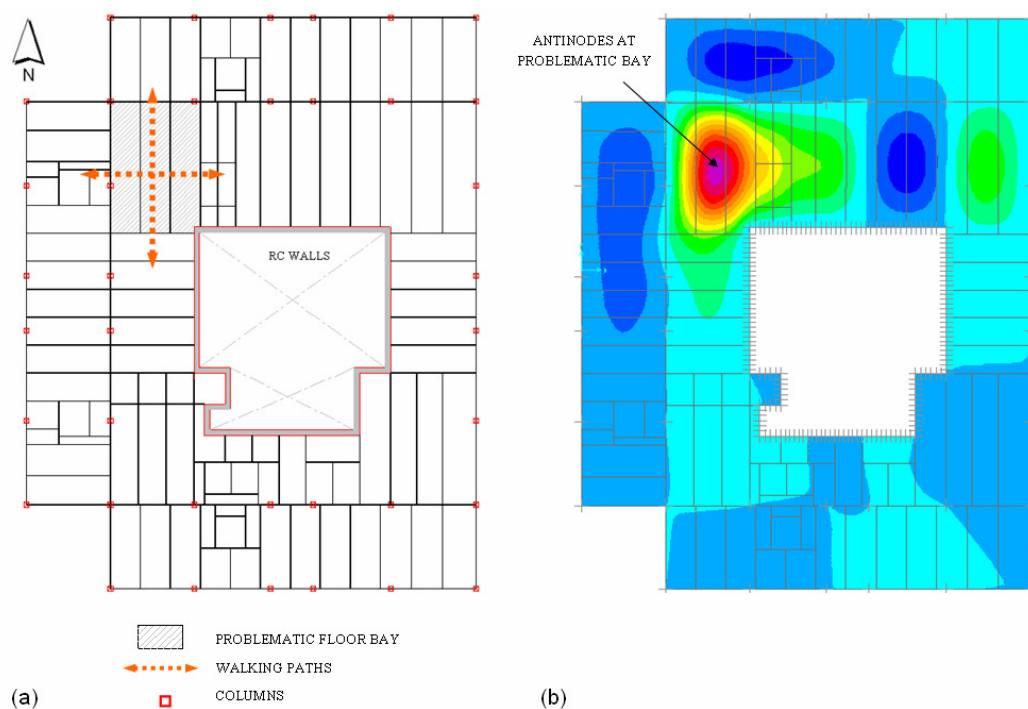 N
RC WALLS
PROBLEMATIC FLOOR BAY
WALKING PATHS
COLUMNS
(a)
ANTINODES AT
PROBLEMATIC BAY
(b)